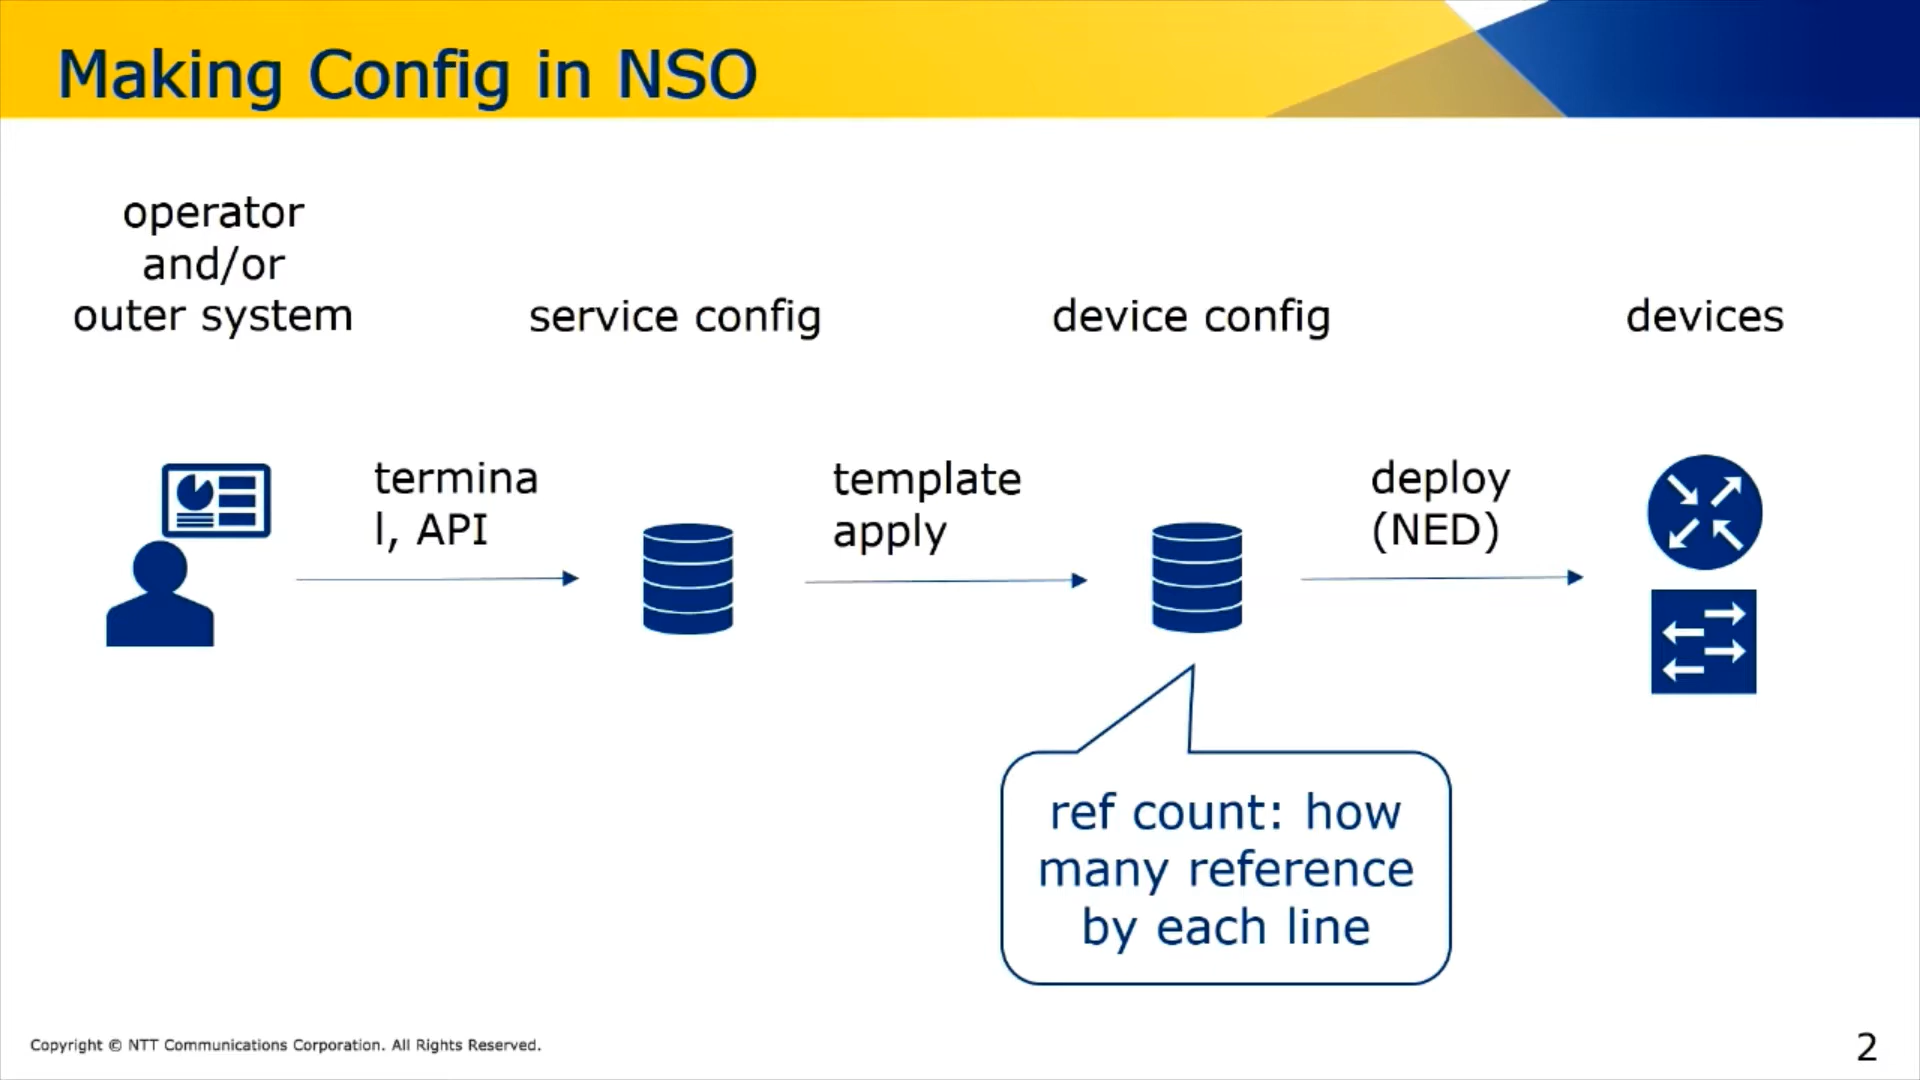 Making Config in NSO
operator
and/or
outer system
service config
device config
devices
termina
l, API
template
apply
deploy
(NED)
ref count: how
many reference
by each line
Copyright © NTT Communications Corporation. All Rights Reserved.
2